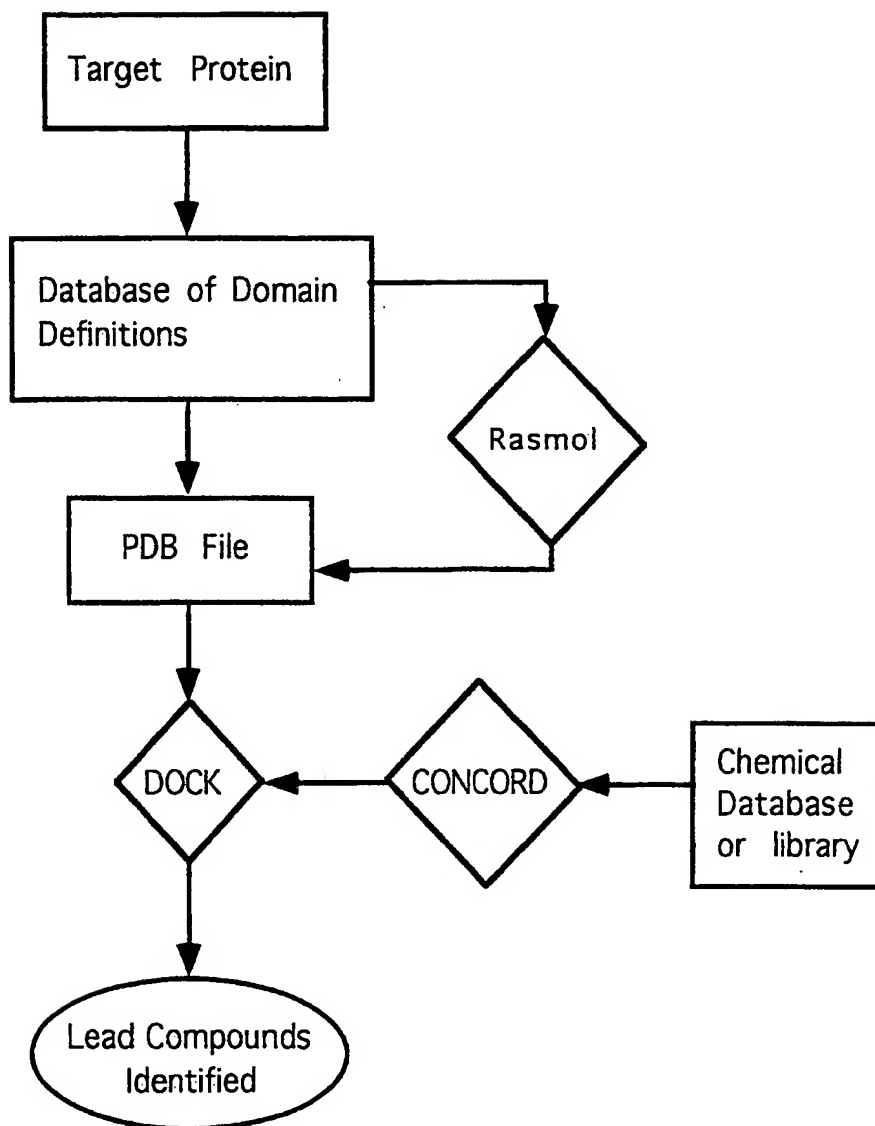 Target Protein
Database of Domain
Definitions
Rasmol
PDB File
DOCK
CONCORD
Chemical
Database
or library
Lead Compounds
Identified